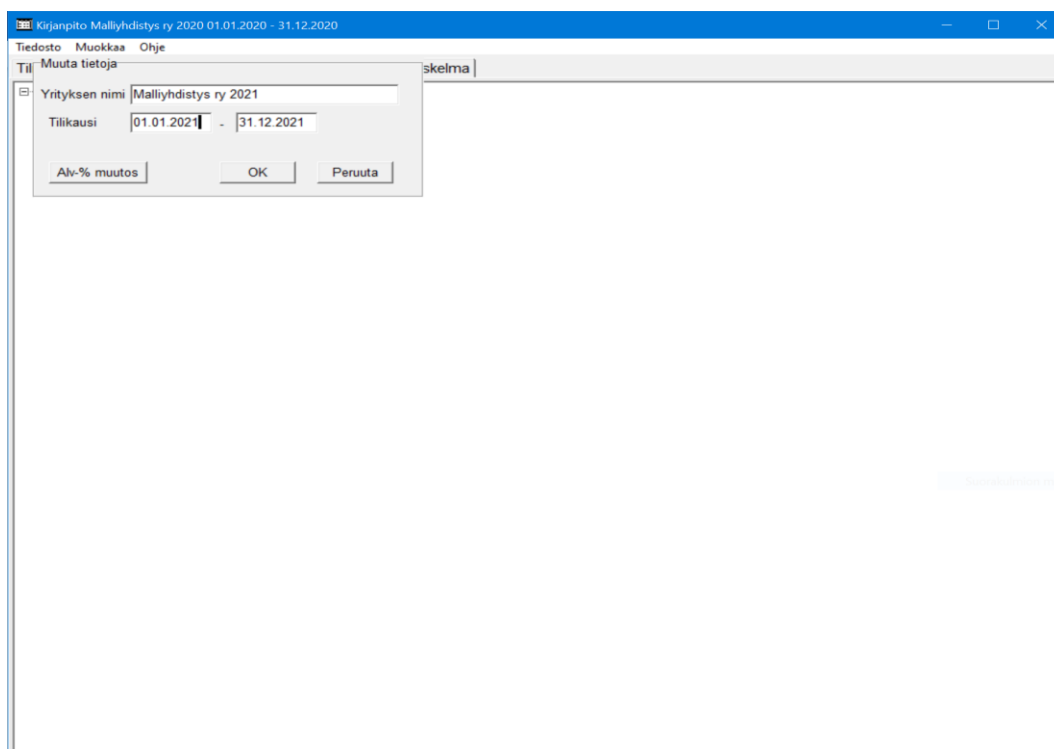 Kirjanpito Malliyhdistys ry 2020 01.01.2020 - 31.12.2020
Tiedosto Muokkaa Ohje
Til
skelma
Muuta tietoja
Yrityksen nimi Malliyhdistys ry 2021
Tilikausi 01.01.2021 - 31.12.2021
Alv-% muutos OK Peruuta